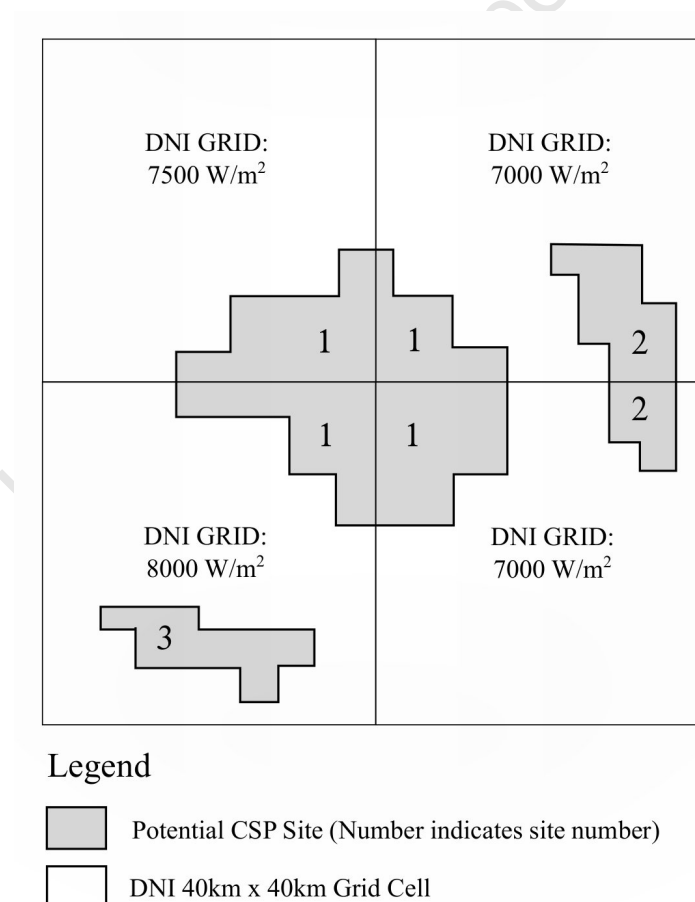 DNI GRID:
7500 W/m²
DNI GRID:
7000 W/m²
1
1
2
2
1
1
DNI GRID:
8000 W/m²
DNI GRID:
7000 W/m²
3
Legend
Potential CSP Site (Number indicates site number)
DNI 40km x 40km Grid Cell